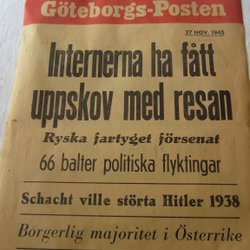 Göteborgs-Posten
27 NOV. 1945
Internerna ha fått
uppskov med resan
Ryska fartyget försenat
66 balter politiska flyktingar
Schacht ville störta Hitler 1938
Borgerlig majoritet i Österrike